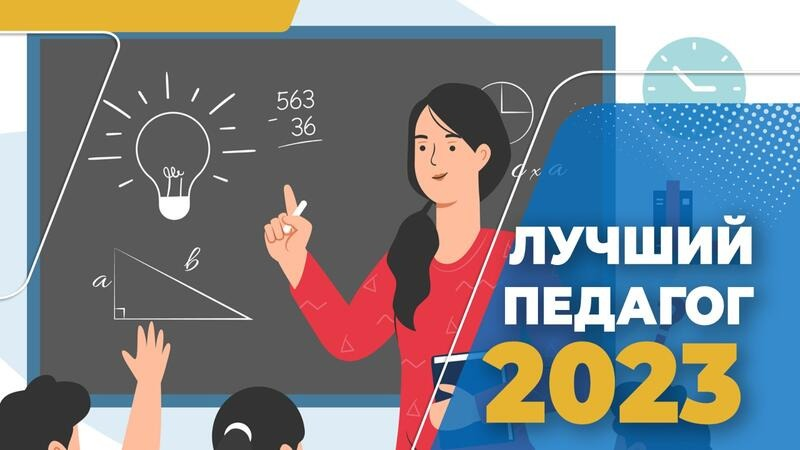 563
- 36
c x a
a
b
ЛУЧШИЙ
ПЕДАГОГ
2023